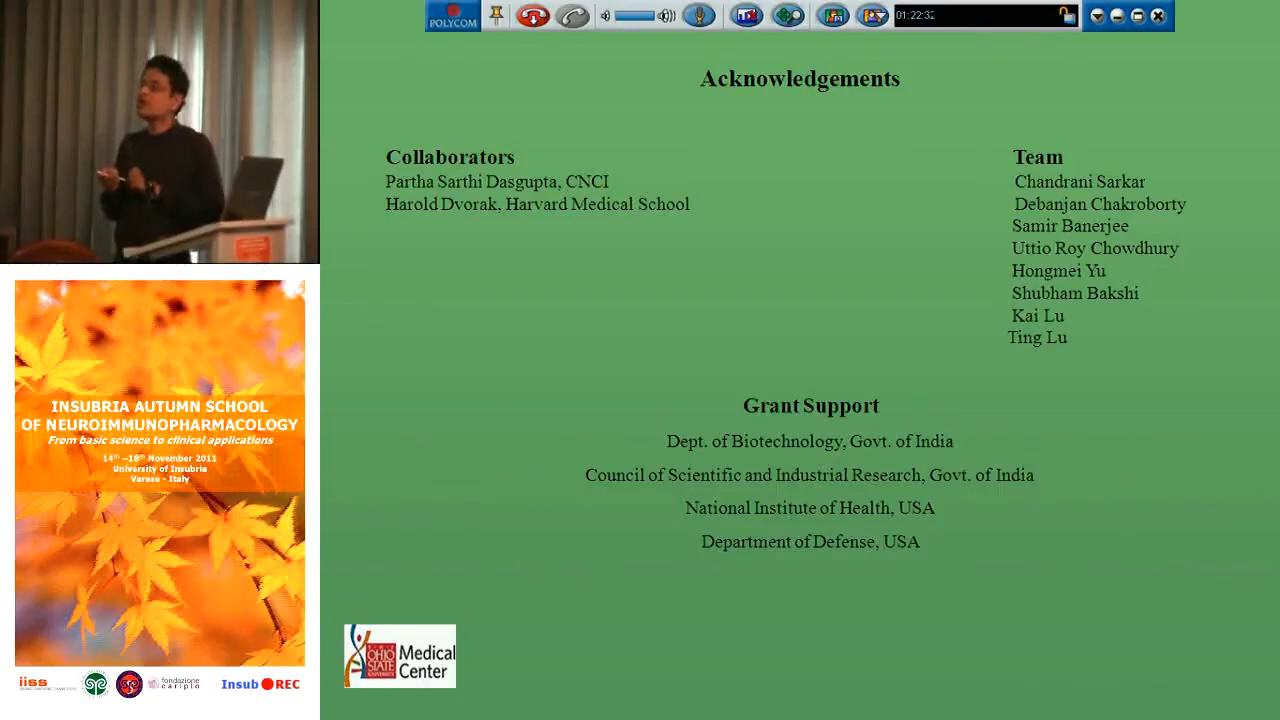 POLYCOM
01:22:32
Acknowledgements
Collaborators
Partha Sarthi Dasgupta, CNCI
Harold Dvorak, Harvard Medical School
Team
Chandrani Sarkar
Debanjan Chakroborty
Samir Banerjee
Uttio Roy Chowdhury
Hongmei Yu
Shubham Bakshi
Kai Lu
Ting Lu
Grant Support
Dept. of Biotechnology, Govt. of India
Council of Scientific and Industrial Research, Govt. of India
National Institute of Health, USA
Department of Defense, USA
OHIO
STATE
Medical
Center
INSUBRIA AUTUMN SCHOOL
OF NEUROIMMUNOPHARMACOLOGY
From basic science to clinical applications
14th –18th November 2011
University of Insubria
Varese - Italy
iiss
fondazione
cariplo
Insub REC